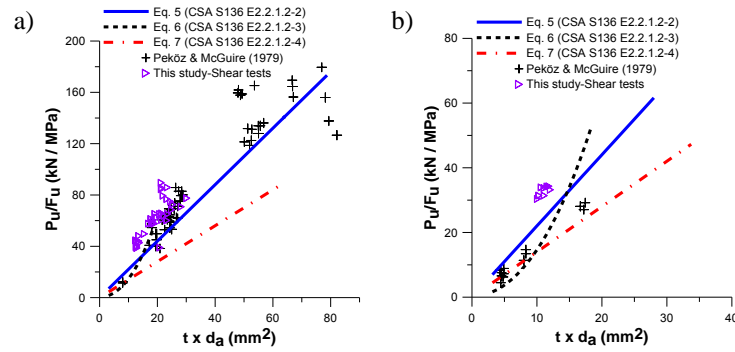 a)
Eq. 5 (CSA S136 E2.2.1.2-2)
Eq. 6 (CSA S136 E2.2.1.2-3)
Eq. 7 (CSA S136 E2.2.1.2-4)
Peköz & McGuire (1979)
This study-Shear tests
200
160
120
80
40
0
Pu/Fu (kN / MPa)
0 20 40 60 80 100
t x da (mm²)
b)
Eq. 5 (CSA S136 E2.2.1.2-2)
Eq. 6 (CSA S136 E2.2.1.2-3)
Eq. 7 (CSA S136 E2.2.1.2-4)
Peköz & McGuire (1979)
This study-Shear tests
80
60
40
20
0
Pu/Fu (kN / MPa)
0 10 20 30 40
t x da (mm²)